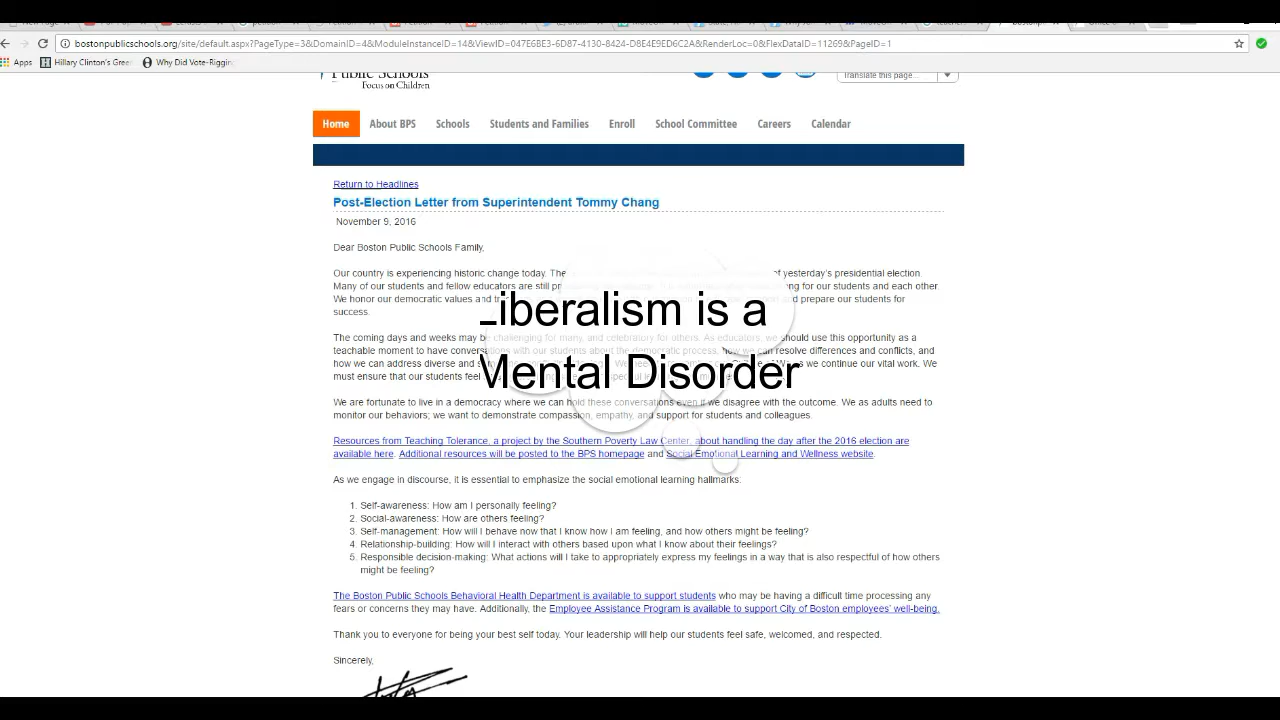 bostonpublicschools.org/site/default.aspx?PageType=3&DomainID=4&ModuleInstanceID=14&ViewID=047E6BE3-6D87-4130-8424-D8E4E9ED6C2A&RenderLoc=0&FlexDataID=11269&PageID=1
Apps Hillary Clinton's Gree Why Did Vote-Rigging
Public Schools
Focus on Children
Translate this page...
Home About BPS Schools Students and Families Enroll School Committee Careers Calendar
Return to Headlines
Post-Election Letter from Superintendent Tommy Chang
November 9, 2016
Dear Boston Public Schools Family,
Our country is experiencing historic change today. The of yesterday's presidential election.
Many of our students and fellow educators are still for our students and each other.
We honor our democratic values and and prepare our students for
success.
Liberalism is a
Mental Disorder
The coming days and weeks may be challenging for many, and celebratory for others. As educators, we should use this opportunity as a
teachable moment to have conversations with our students about the democratic process, how we can resolve differences and conflicts, and
how we can address diverse and as we continue our vital work. We
must ensure that our students feel
We are fortunate to live in a democracy where we can hold these conversations even if we disagree with the outcome. We as adults need to
monitor our behaviors; we want to demonstrate compassion, empathy, and support for students and colleagues.
Resources from Teaching Tolerance, a project by the Southern Poverty Law Center, about handling the day after the 2016 election are
available here. Additional resources will be posted to the BPS homepage and Social Emotional Learning and Wellness website.
As we engage in discourse, it is essential to emphasize the social emotional learning hallmarks:
1. Self-awareness: How am I personally feeling?
2. Social-awareness: How are others feeling?
3. Self-management: How will I behave now that I know how I am feeling, and how others might be feeling?
4. Relationship-building: How will I interact with others based upon what I know about their feelings?
5. Responsible decision-making: What actions will I take to appropriately express my feelings in a way that is also respectful of how others
might be feeling?
The Boston Public Schools Behavioral Health Department is available to support students who may be having a difficult time processing any
fears or concerns they may have. Additionally, the Employee Assistance Program is available to support City of Boston employees' well-being.
Thank you to everyone for being your best self today. Your leadership will help our students feel safe, welcomed, and respected.
Sincerely,